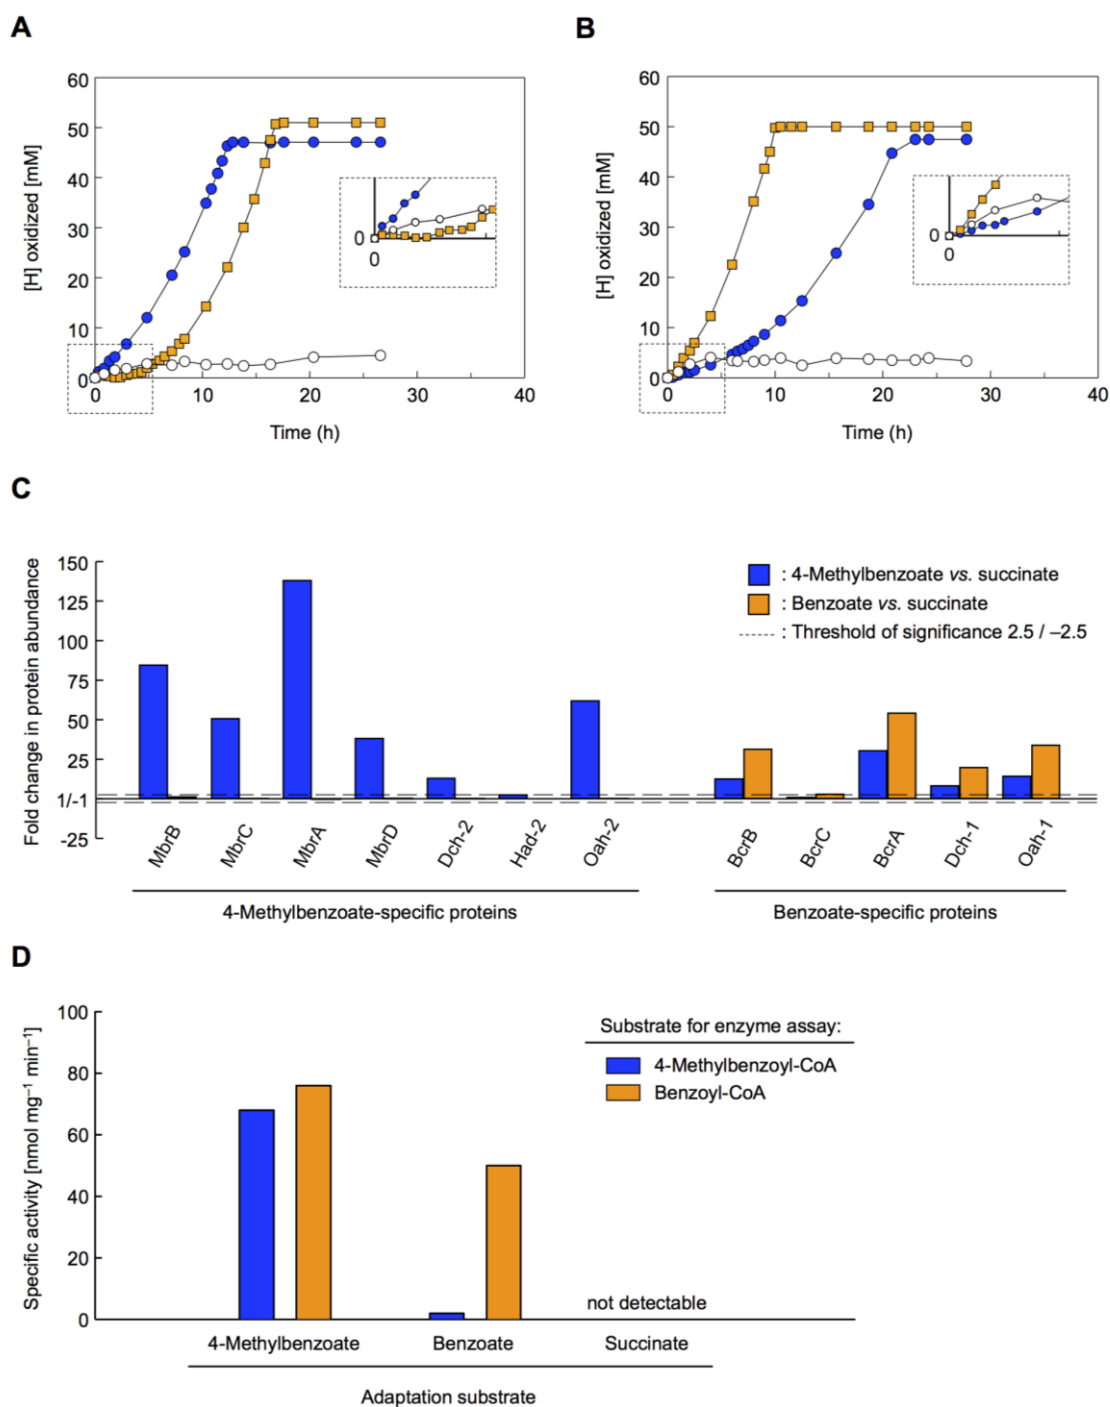 A
B
60
50
40
30
20
10
0
[H] oxidized [mM]
0
0
0 10 20 30 40
Time (h)
60
50
40
30
20
10
0
[H] oxidized [mM]
0
0
0 10 20 30 40
Time (h)
C
Fold change in protein abundance
150
125
100
75
50
25
1/-1
-25
: 4-Methylbenzoate vs. succinate
: Benzoate vs. succinate
: Threshold of significance 2.5 / –2.5
MbrB MbrC MbrA MbrD Dch-2 Had-2 Oah-2 BcrB BcrC BcrA Dch-1 Oah-1
4-Methylbenzoate-specific proteins
Benzoate-specific proteins
D
Specific activity [nmol mg⁻¹ min⁻¹]
100
80
60
40
20
0
Substrate for enzyme assay:
4-Methylbenzoyl-CoA
Benzoyl-CoA
not detectable
4-Methylbenzoate Benzoate Succinate
Adaptation substrate